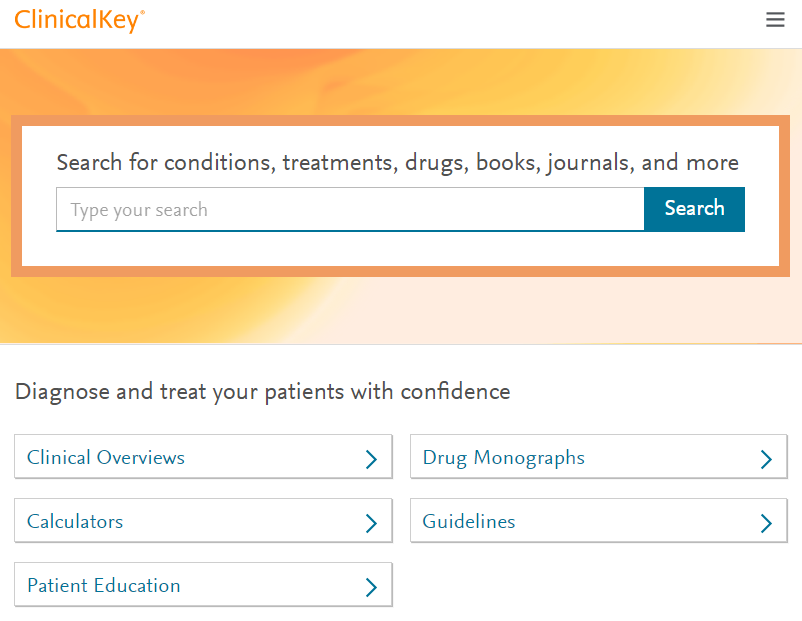 ClinicalKey®
Search for conditions, treatments, drugs, books, journals, and more
Type your search
Search
Diagnose and treat your patients with confidence
Clinical Overviews
Drug Monographs
Calculators
Guidelines
Patient Education